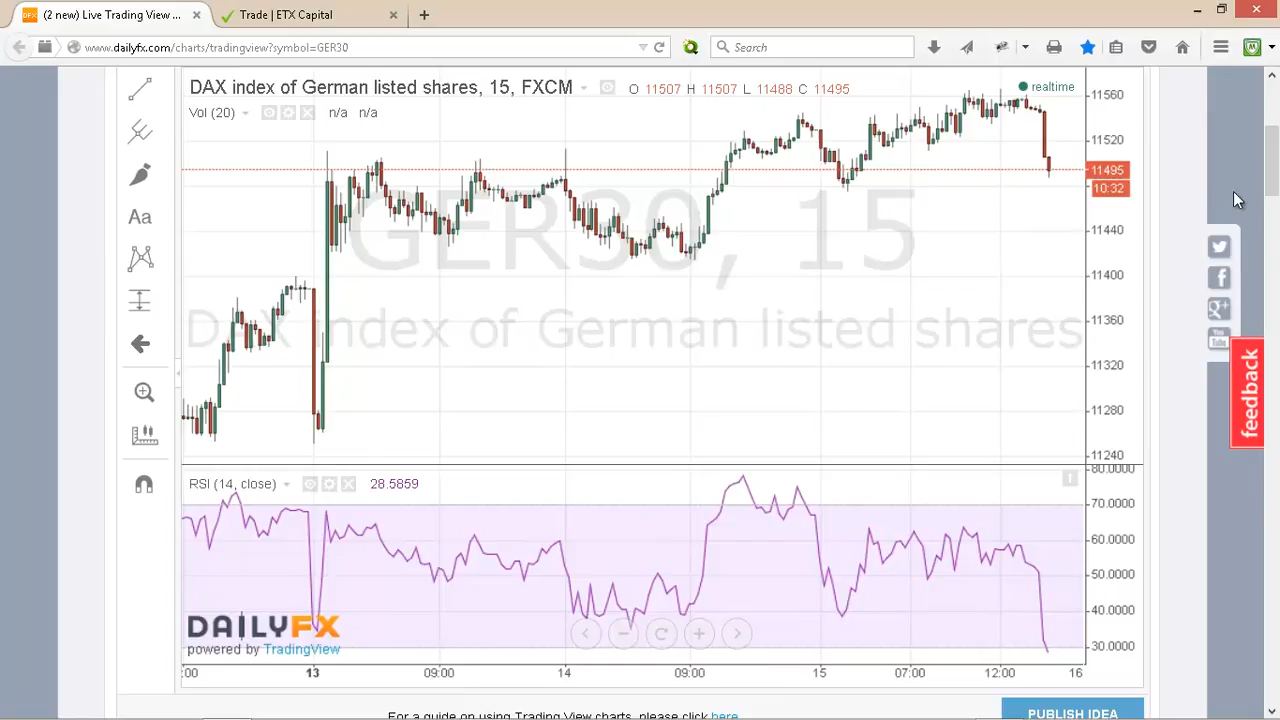 (2 new) Live Trading View ...
Trade | ETX Capital
www.dailyfx.com/charts/tradingview?symbol=GER30
Search
DAX index of German listed shares, 15, FXCM
O 11507 H 11507 L 11488 C 11495
realtime
Vol (20)
n/a n/a
11560
11520
11495
10:32
11440
11400
11360
11320
11280
11240
GER30, 15
DAX index of German listed shares
Aa
feedback
RSI (14, close)
28.5859
80.0000
70.0000
60.0000
50.0000
40.0000
30.0000
DAILYFX
powered by TradingView
:00
13
09:00
14
09:00
15
07:00
12:00
16
For a guide on using Trading View charts, please click here
PUBLISH IDEA
You
Tube